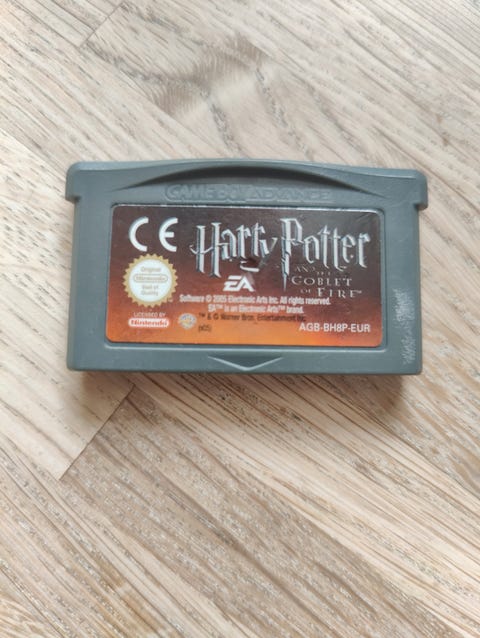 GAME BOY ADVANCE
CE
Harry Potter
AND THE
GOBLET
OF FIRE™
Original
Nintendo
Seal of
Quality
EA
Software © 2005 Electronic Arts Inc. All rights reserved.
EA™ is an Electronic Arts™ brand.
™ & © Warner Bros. Entertainment Inc.
(s05)
LICENSED BY
Nintendo
AGB-BH8P-EUR